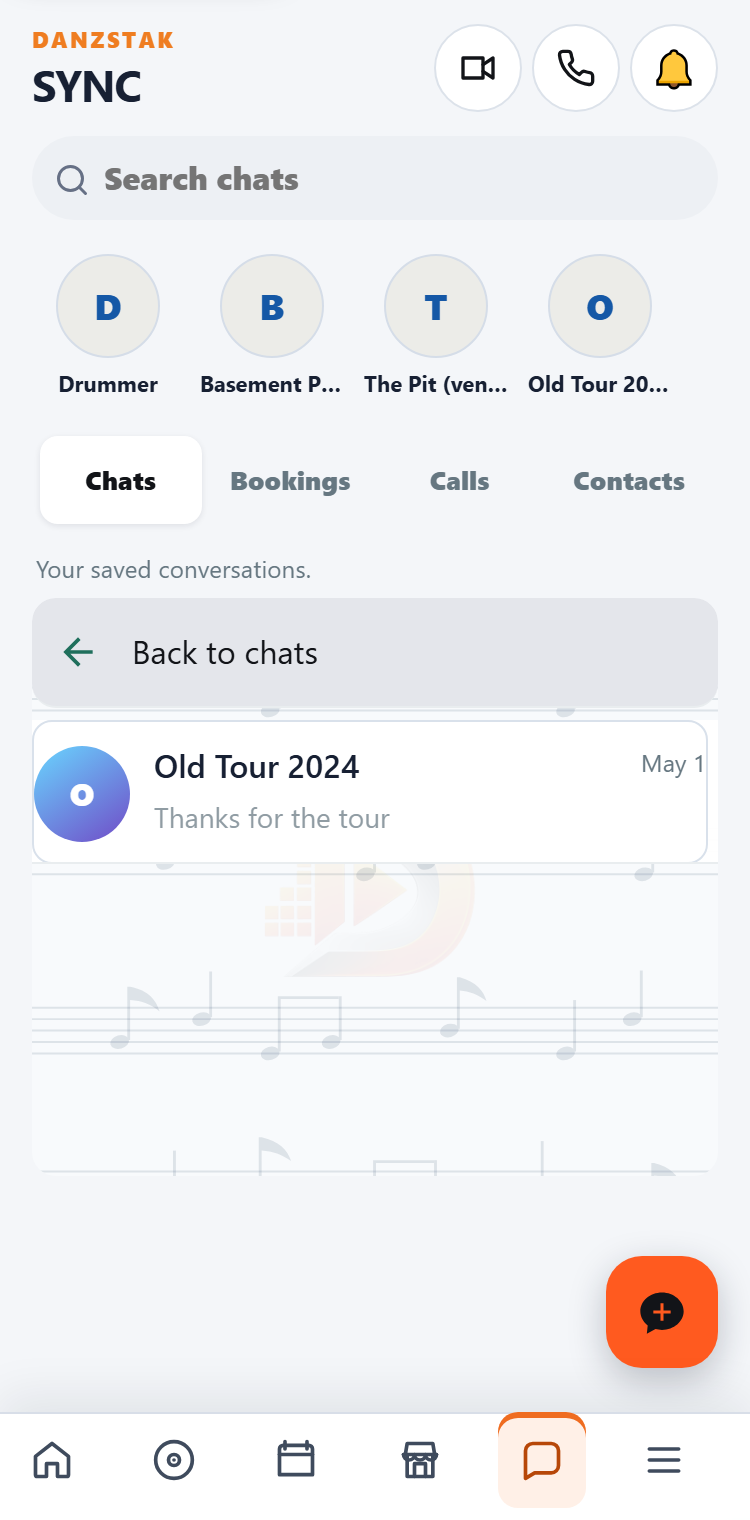 DANZSTAK
SYNC
Search chats
D
B
T
O
Drummer
Basement P...
The Pit (ven...
Old Tour 20...
Chats
Bookings
Calls
Contacts
Your saved conversations.
Back to chats
O
Old Tour 2024
May 1
Thanks for the tour